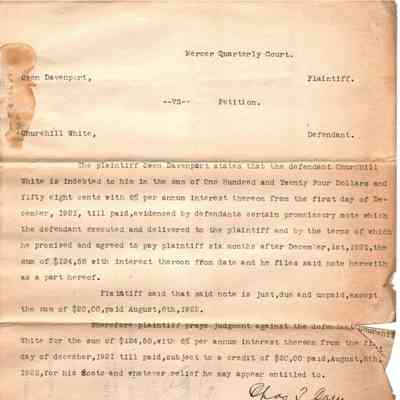 Mercer Quarterly Court.
Owen Davenport, Plaintiff.
--VS-- Petition.
Churchill White, Defendant.
The plaintiff Owen Davenport states that the defendant Churchill
White is indebted to him in the sum of One Hundred and Twenty Four Dollars and
fifty eight cents with 6% per annum interest thereon from the first day of De-
cember, 1921, till paid,evidenced by defendants certain promissory note which
the defendant executed and delivered to the plaintiff and by the terms of which
he promised and agreed to pay plaintiff six months after December,1st,1921,the
sum of $124,58 with interest thereon from date and he files said note herewith
as a part hereof.
Plaintiff said that said note is just,due and unpaid,except
the sum of $20,00,paid August,6th,1922.
Wherefore plaintiff prays judgment against the defendant Churchill
White for the sum of $124,58,with 6% per annum interest thereon from the first
day of december,1921 till paid,subject to a credit of $20,00 paid,August,6th,
1922,for his costs and whatever relief he may appear entitled to.
Chas T